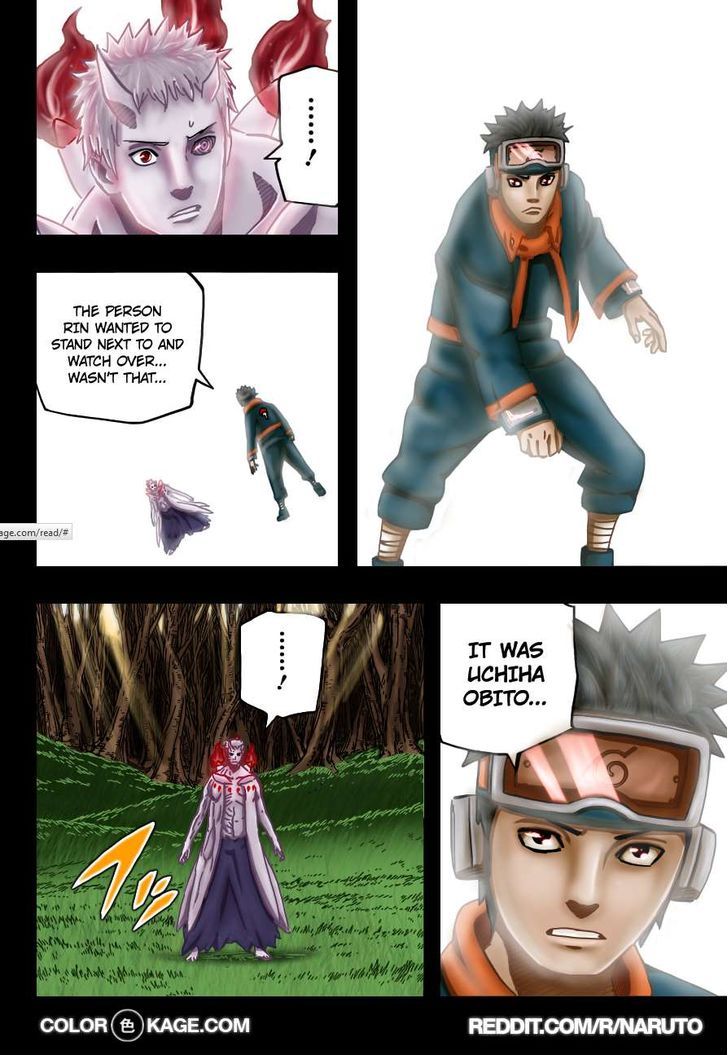 ......!
THE PERSON
RIN WANTED TO
STAND NEXT TO AND
WATCH OVER...
WASN'T THAT...
age.com/read/#
......!
IT WAS
UCHIHA
OBITO...
COLOR 色 KAGE.COM
REDDIT.COM/R/NARUTO